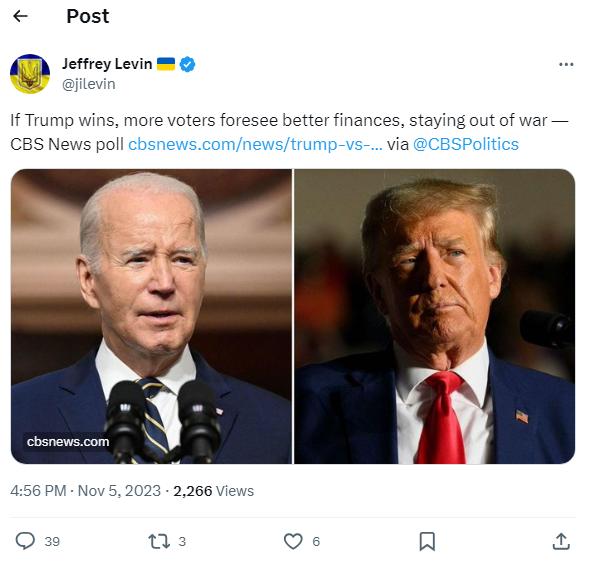 Post
Jeffrey Levin 🇺🇦
@jilevin
If Trump wins, more voters foresee better finances, staying out of war —
CBS News poll cbsnews.com/news/trump-vs-... via @CBSPolitics
cbsnews.com
4:56 PM · Nov 5, 2023 · 2,266 Views
39 3 6